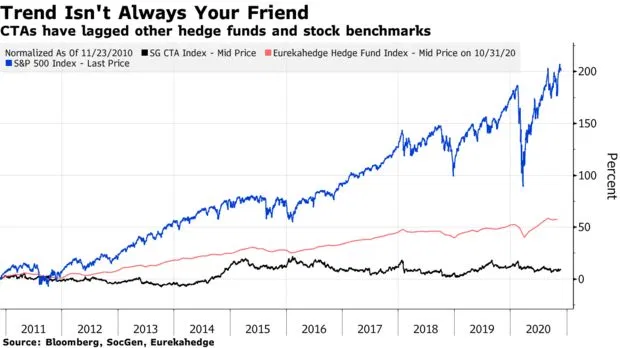 Trend Isn't Always Your Friend
CTAs have lagged other hedge funds and stock benchmarks
Normalized As Of 11/23/2010 SG CTA Index - Mid Price Eurekahedge Hedge Fund Index - Mid Price on 10/31/20
S&P 500 Index - Last Price
200
150
100
50
0
Percent
2011 2012 2013 2014 2015 2016 2017 2018 2019 2020
Source: Bloomberg, SocGen, Eurekahedge